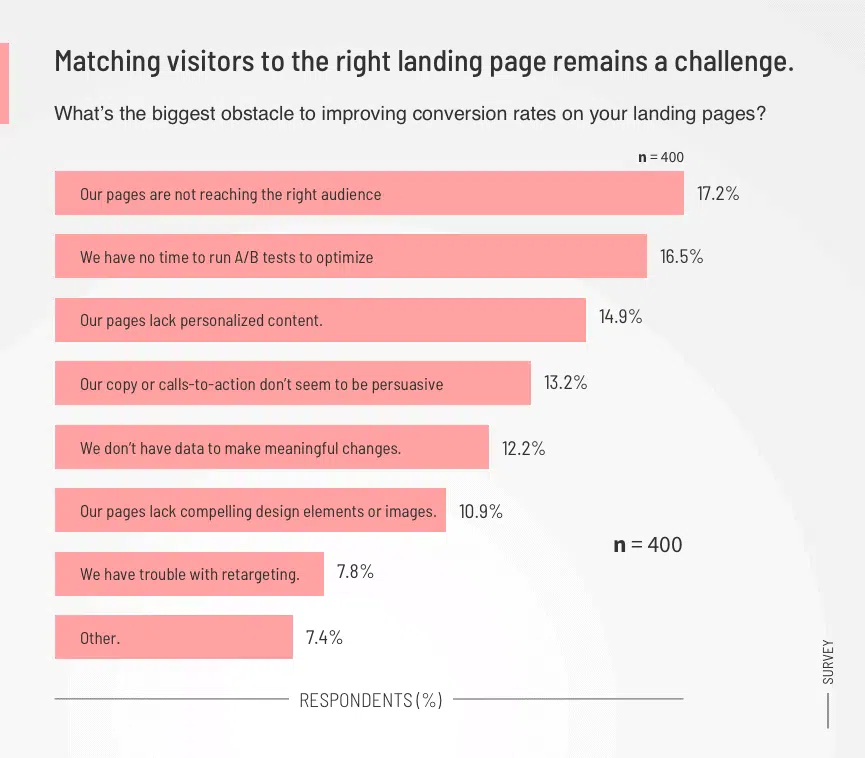 Matching visitors to the right landing page remains a challenge.
What's the biggest obstacle to improving conversion rates on your landing pages?
n = 400
Our pages are not reaching the right audience
17.2%
We have no time to run A/B tests to optimize
16.5%
Our pages lack personalized content.
14.9%
Our copy or calls-to-action don't seem to be persuasive
13.2%
We don't have data to make meaningful changes.
12.2%
Our pages lack compelling design elements or images.
10.9%
n = 400
We have trouble with retargeting.
7.8%
Other.
7.4%
SURVEY
RESPONDENTS (%)